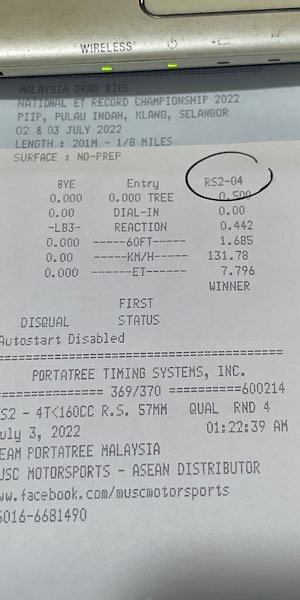 WIRELESS
MALAYSIA DRAG BIKE
NATIONAL ET RECORD CHAMPIONSHIP 2022
PIIP, PULAU INDAH, KLANG, SELANGOR
02 & 03 JULY 2022
LENGTH : 201M - 1/8 MILES
SURFACE : NO-PREP
BYE Entry RS2-04
0.000 0.000 TREE 0.500
0.00 DIAL-IN 0.00
-LB3- REACTION 0.442
0.000 -----60FT----- 1.685
0.00 -----KM/H----- 131.78
0.000 ------ET------ 7.796
WINNER
FIRST
DISQUAL STATUS
Autostart Disabled
========================================
PORTATREE TIMING SYSTEMS, INC.
============== 369/370 ==========600214
S2 - 4T<160CC R.S. 57MM QUAL RND 4
uly 3, 2022 01:22:39 AM
EAM PORTATREE MALAYSIA
USC MOTORSPORTS - ASEAN DISTRIBUTOR
ww.facebook.com/muscmotorsports
6016-6681490